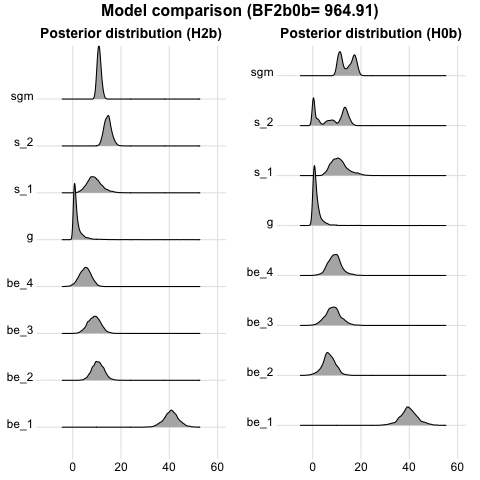 Model comparison (BF2b0b= 964.91)
Posterior distribution (H2b)
sgm
s_2
s_1
g
be_4
be_3
be_2
be_1
0 20 40 60
Posterior distribution (H0b)
sgm
s_2
s_1
g
be_4
be_3
be_2
be_1
0 20 40 60